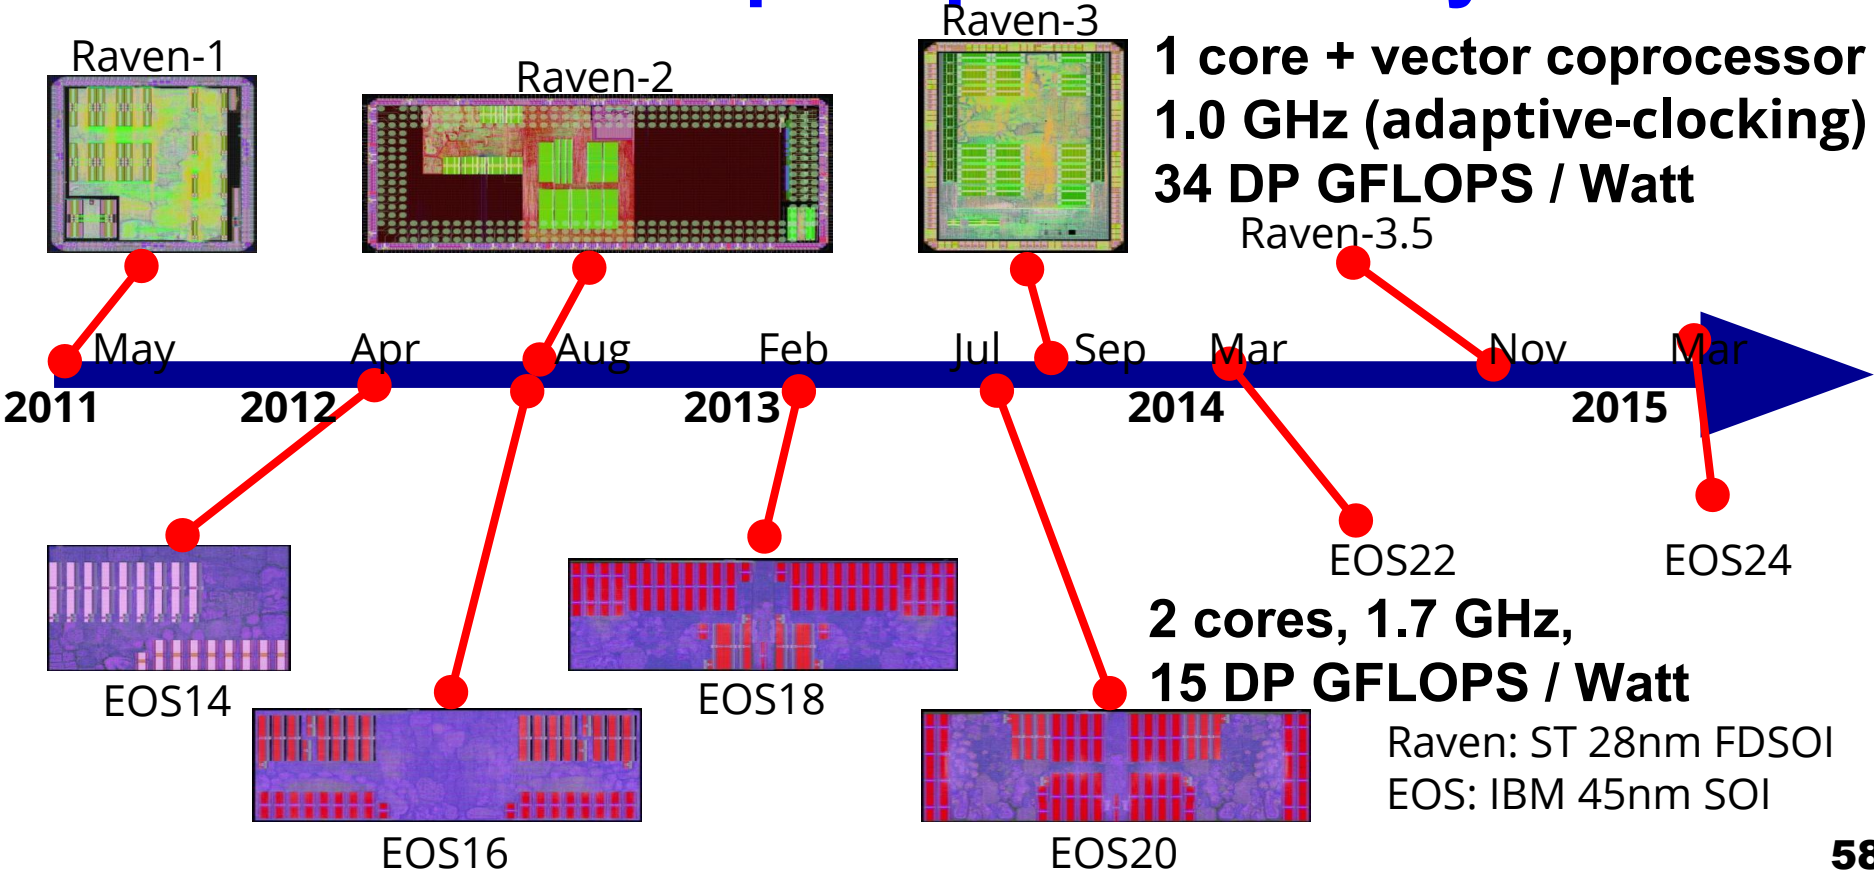 Raven-1
Raven-2
Raven-3
1 core + vector coprocessor
1.0 GHz (adaptive-clocking)
34 DP GFLOPS / Watt
Raven-3.5
May
Apr
Aug
Feb
Jul
Sep
Mar
Nov
Mar
2011
2012
2013
2014
2015
EOS14
EOS16
EOS18
EOS20
EOS22
EOS24
2 cores, 1.7 GHz,
15 DP GFLOPS / Watt
Raven: ST 28nm FDSOI
EOS: IBM 45nm SOI
58